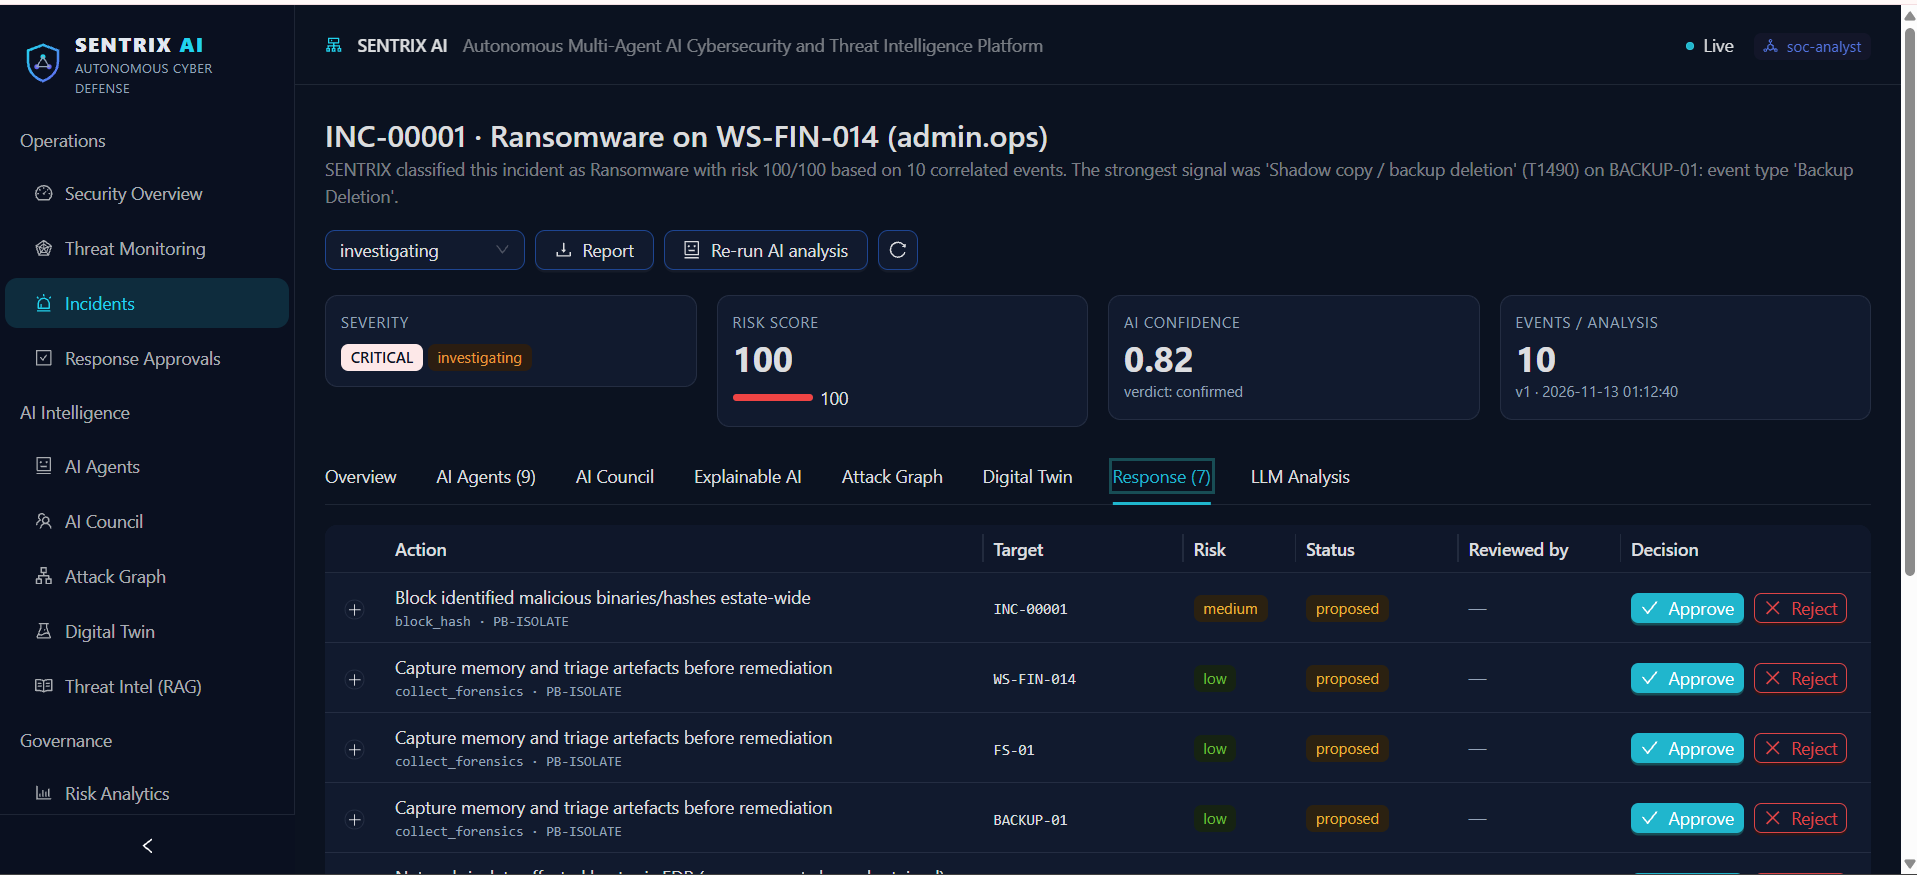 SENTRIX AI
AUTONOMOUS CYBER
DEFENSE
Operations
Security Overview
Threat Monitoring
Incidents
Response Approvals
AI Intelligence
AI Agents
AI Council
Attack Graph
Digital Twin
Threat Intel (RAG)
Governance
Risk Analytics
SENTRIX AI Autonomous Multi-Agent AI Cybersecurity and Threat Intelligence Platform
Live
soc-analyst
INC-00001 · Ransomware on WS-FIN-014 (admin.ops)
SENTRIX classified this incident as Ransomware with risk 100/100 based on 10 correlated events. The strongest signal was 'Shadow copy / backup deletion' (T1490) on BACKUP-01: event type 'Backup
Deletion'.
investigating Report Re-run AI analysis
SEVERITY
CRITICAL investigating
RISK SCORE
100
100
AI CONFIDENCE
0.82
verdict: confirmed
EVENTS / ANALYSIS
10
v1 · 2026-11-13 01:12:40
Overview AI Agents (9) AI Council Explainable AI Attack Graph Digital Twin Response (7) LLM Analysis
Action Target Risk Status Reviewed by Decision
Block identified malicious binaries/hashes estate-wide
block_hash · PB-ISOLATE
INC-00001 medium proposed — Approve Reject
Capture memory and triage artefacts before remediation
collect_forensics · PB-ISOLATE
WS-FIN-014 low proposed — Approve Reject
Capture memory and triage artefacts before remediation
collect_forensics · PB-ISOLATE
FS-01 low proposed — Approve Reject
Capture memory and triage artefacts before remediation
collect_forensics · PB-ISOLATE
BACKUP-01 low proposed — Approve Reject